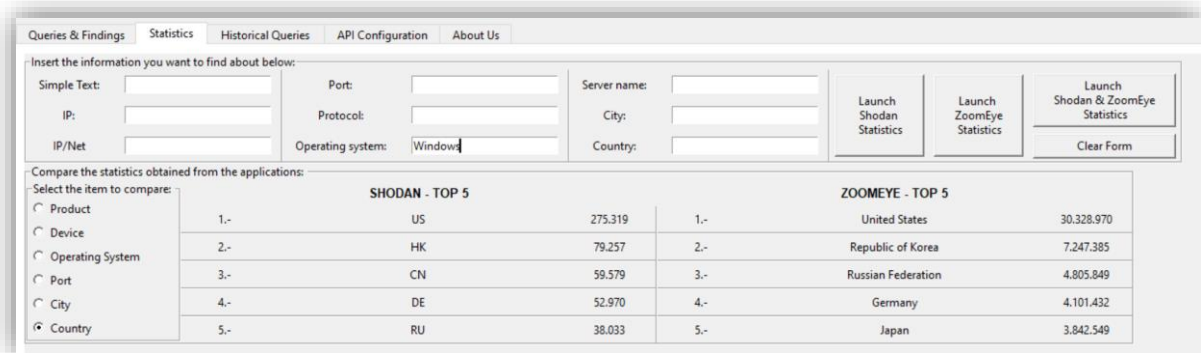 Queries & Findings Statistics Historical Queries API Configuration About Us
Insert the information you want to find about below:
Simple Text: Port: Server name:
IP: Protocol: City:
IP/Net Operating system: Windows Country:
Launch
Shodan
Statistics
Launch
ZoomEye
Statistics
Launch
Shodan & ZoomEye
Statistics
Clear Form
Compare the statistics obtained from the applications:
Select the item to compare:
Product
Device
Operating System
Port
City
Country
SHODAN - TOP 5
1.- US 275.319
2.- HK 79.257
3.- CN 59.579
4.- DE 52.970
5.- RU 38.033
ZOOMEYE - TOP 5
1.- United States 30.328.970
2.- Republic of Korea 7.247.385
3.- Russian Federation 4.805.849
4.- Germany 4.101.432
5.- Japan 3.842.549